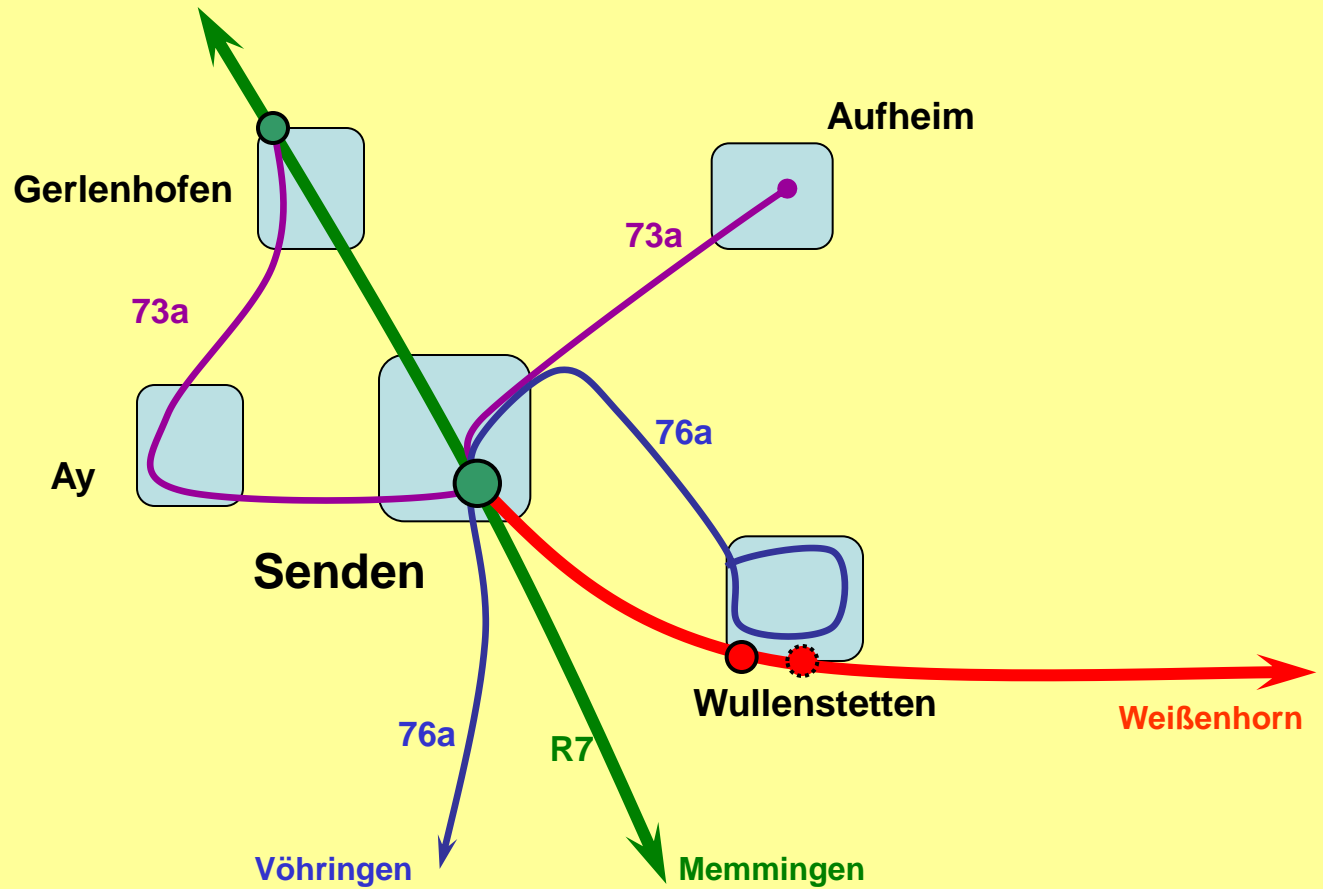 Aufheim
Gerlenhofen
73a
73a
76a
Ay
Senden
Wullenstetten
Weißenhorn
76a
R7
Vöhringen
Memmingen